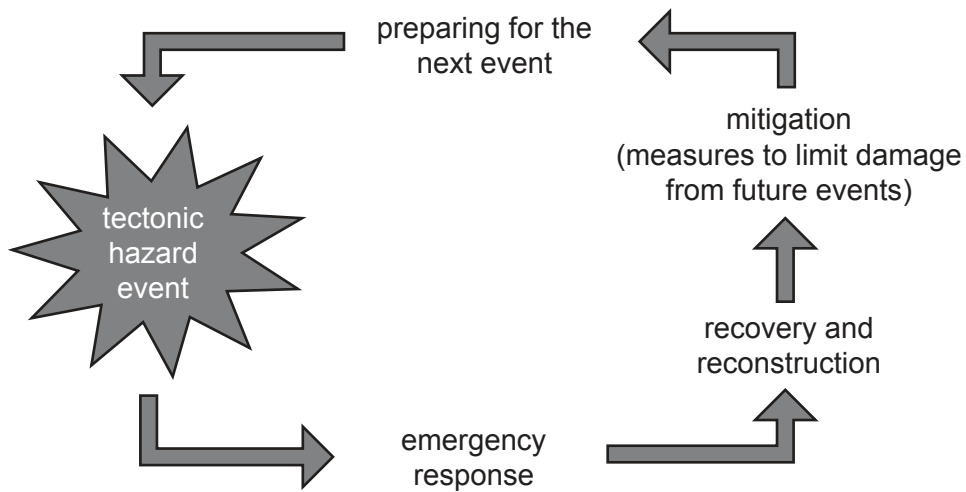 preparing for the
next event
mitigation
(measures to limit damage
from future events)
tectonic
hazard
event
recovery and
reconstruction
emergency
response